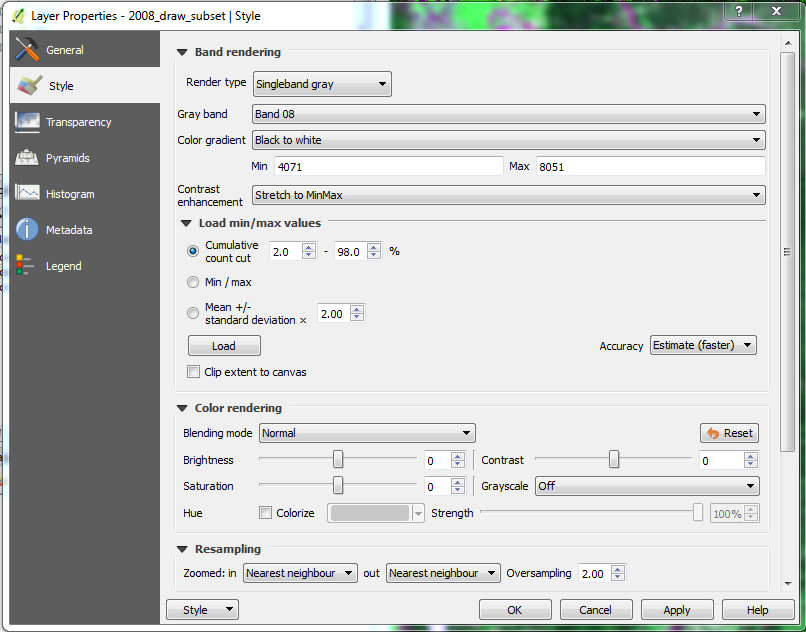 Layer Properties - 2008_draw_subset | Style
?
X
General
Style
Transparency
Pyramids
Histogram
Metadata
Legend
Band rendering
Render type Singleband gray
Gray band Band 08
Color gradient Black to white
Min 4071 Max 8051
Contrast
enhancement Stretch to MinMax
Load min/max values
Cumulative
count cut 2.0 - 98.0 %
Min / max
Mean +/-
standard deviation × 2.00
Load Accuracy Estimate (faster)
Clip extent to canvas
Color rendering
Blending mode Normal Reset
Brightness 0 Contrast 0
Saturation 0 Grayscale Off
Hue Colorize Strength 100%
Resampling
Zoomed: in Nearest neighbour out Nearest neighbour Oversampling 2.00
Style OK Cancel Apply Help